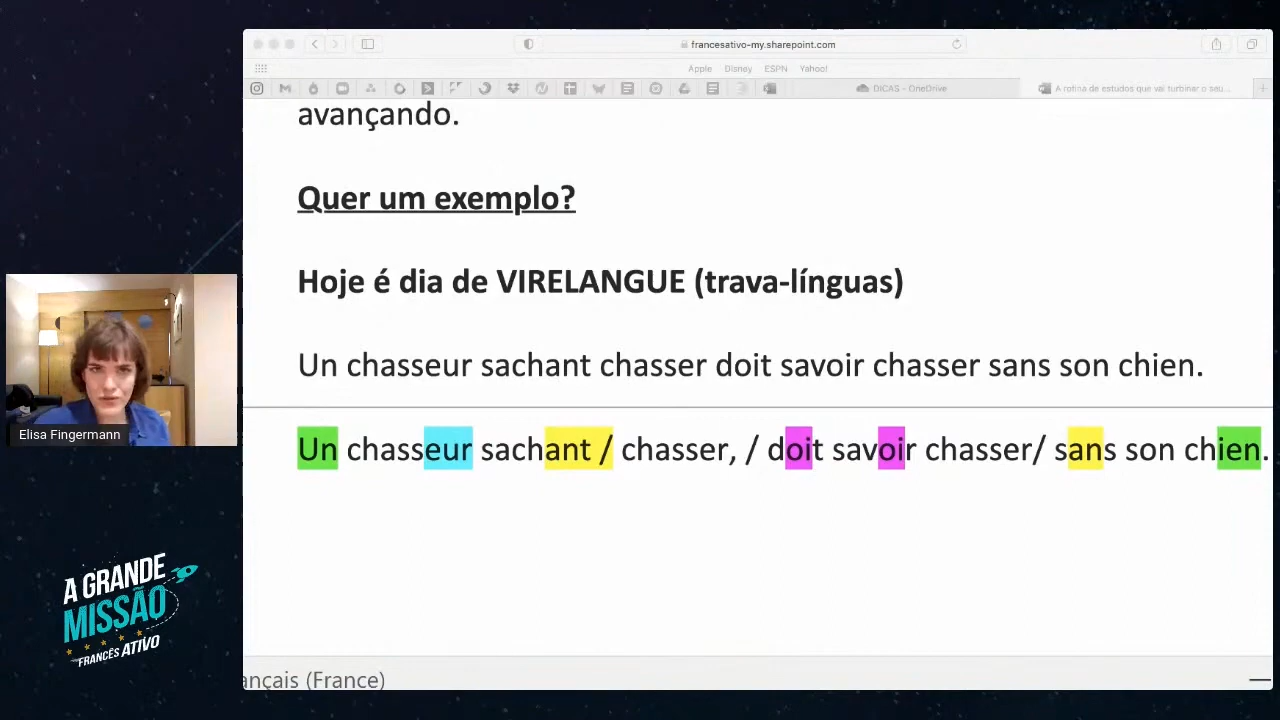 francesativo-my.sharepoint.com
Apple Disney ESPN Yahoo!
DICAS - OneDrive
A rotina de estudos que vai turbinar o seu...
avançando.
Quer um exemplo?
Hoje é dia de VIRELANGUE (trava-línguas)
Un chasseur sachant chasser doit savoir chasser sans son chien.
Un chasseur sachant / chasser, / doit savoir chasser/ sans son chien.
Elisa Fingermann
A GRANDE
MISSÃO
FRANCÊS ATIVO
ançais (France)